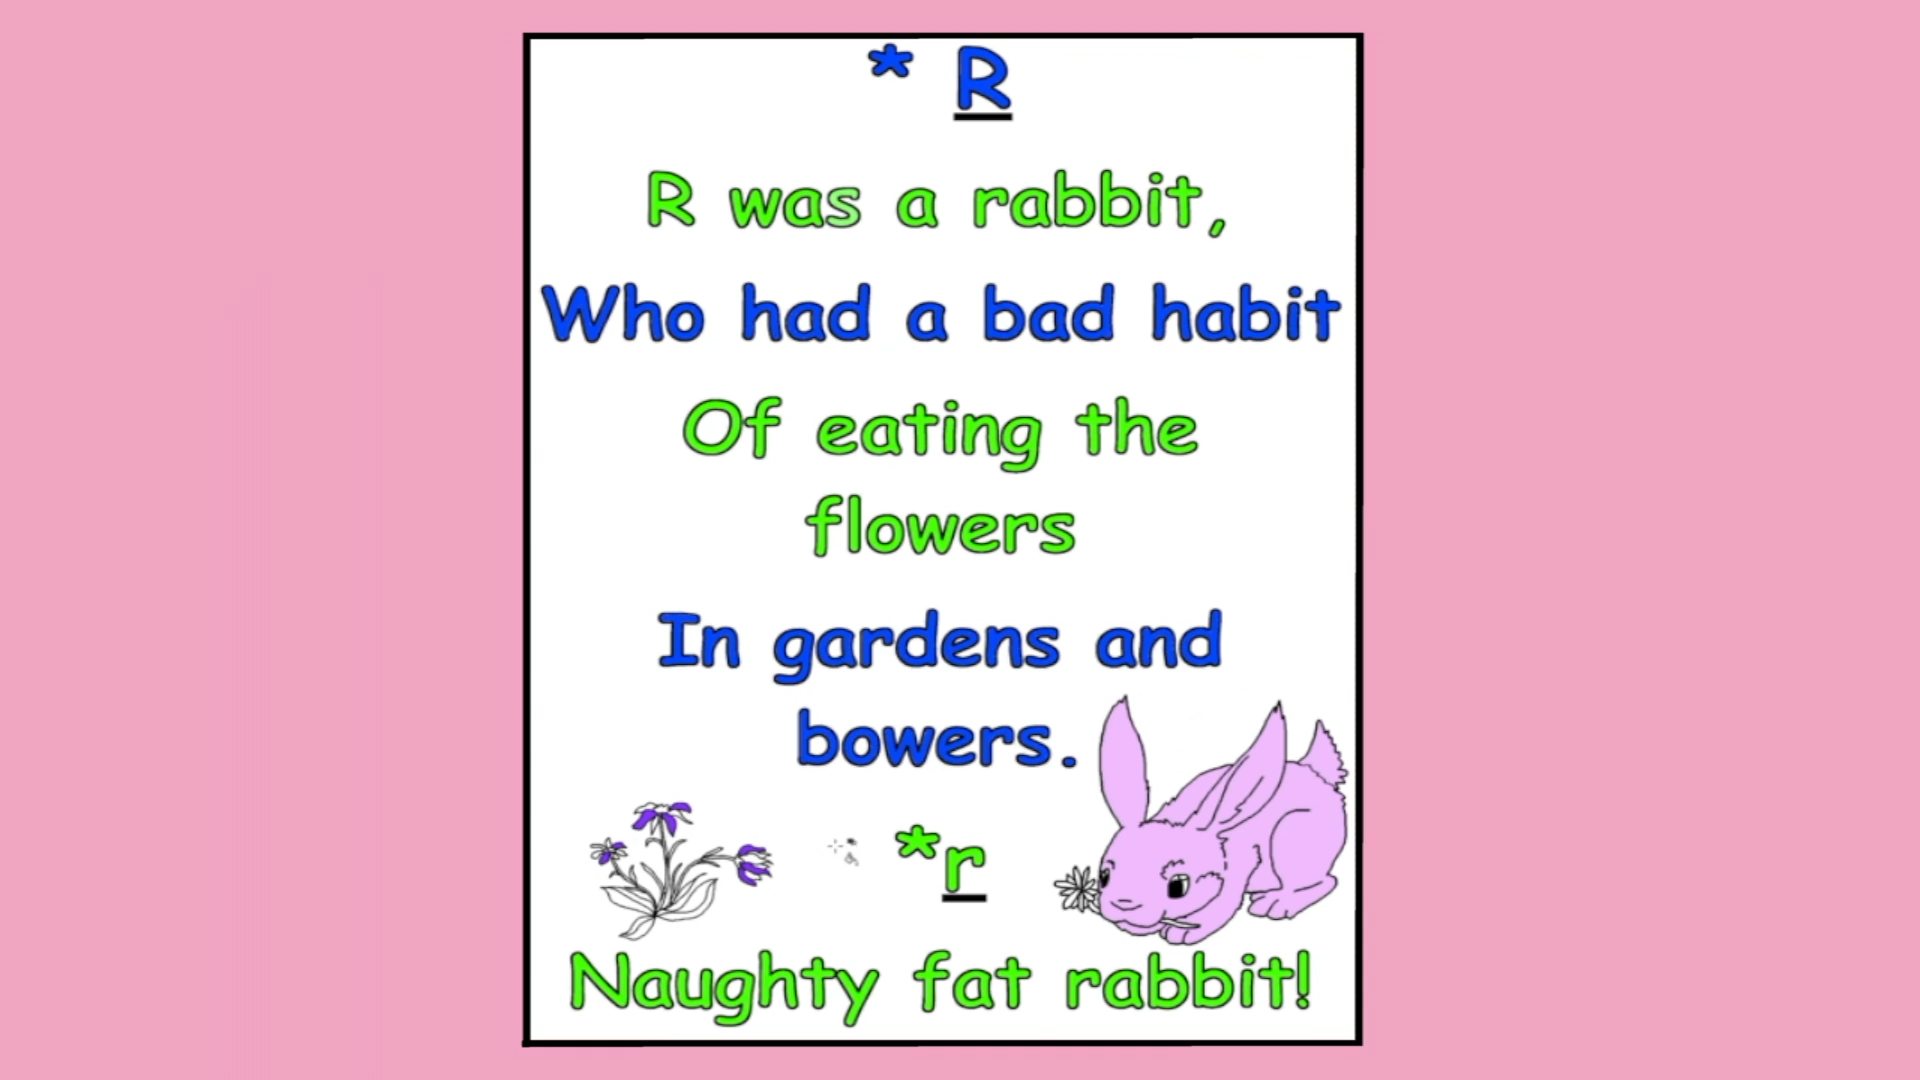 * R
R was a rabbit,
Who had a bad habit
Of eating the
flowers
In gardens and
bowers.
*r
Naughty fat rabbit!